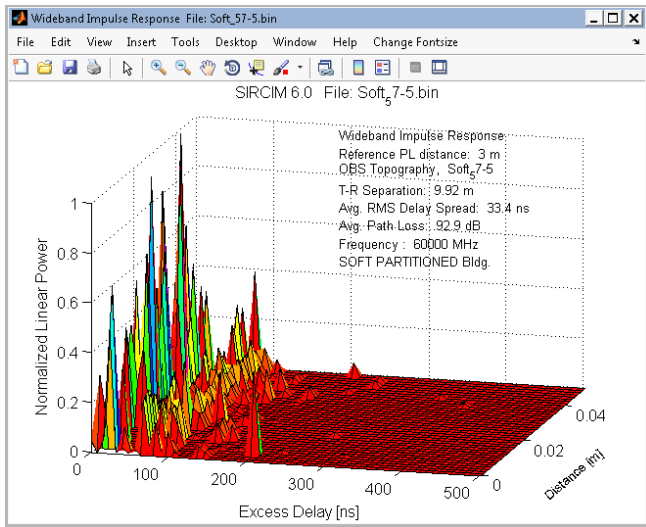 Wideband Impulse Response File: Soft_57-5.bin
File Edit View Insert Tools Desktop Window Help Change Fontsize
SIRCIM 6.0 File: Soft57-5.bin
Wideband Impulse Response
Reference PL distance: 3 m
OBS Topography, Soft57-5
T-R Separation: 9.92 m
Avg. RMS Delay Spread: 33.4 ns
Avg. Path Loss: 92.9 dB
Frequency : 60000 MHz
SOFT PARTITIONED Bldg.
Normalized Linear Power
1
0.8
0.6
0.4
0.2
0
0 100 200 300 400 500
Excess Delay [ns]
0 0.02 0.04
Distance [m]